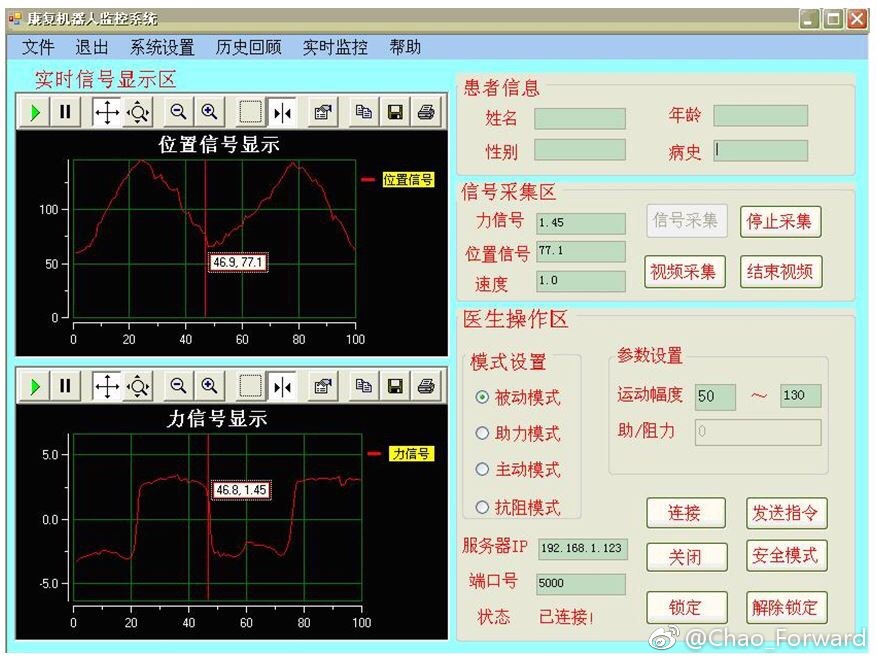 康复机器人监控系统
文件 退出 系统设置 历史回顾 实时监控 帮助
实时信号显示区
位置信号显示
位置信号
100
50
0
46.9, 77.1
0 20 40 60 80 100
力信号显示
力信号
5.0
0.0
-5.0
46.8, 1.45
0 20 40 60 80 100
患者信息
姓名 年龄
性别 病史
信号采集区
力信号 1.45 信号采集 停止采集
位置信号 77.1
速度 1.0 视频采集 结束视频
医生操作区
模式设置
被动模式
助力模式
主动模式
抗阻模式
参数设置
运动幅度 50 ～ 130
助/阻力 0
连接 发送指令
服务器IP 192.168.1.123
关闭 安全模式
端口号 5000
状态 已连接!
锁定 解除锁定
@Chao_Forward